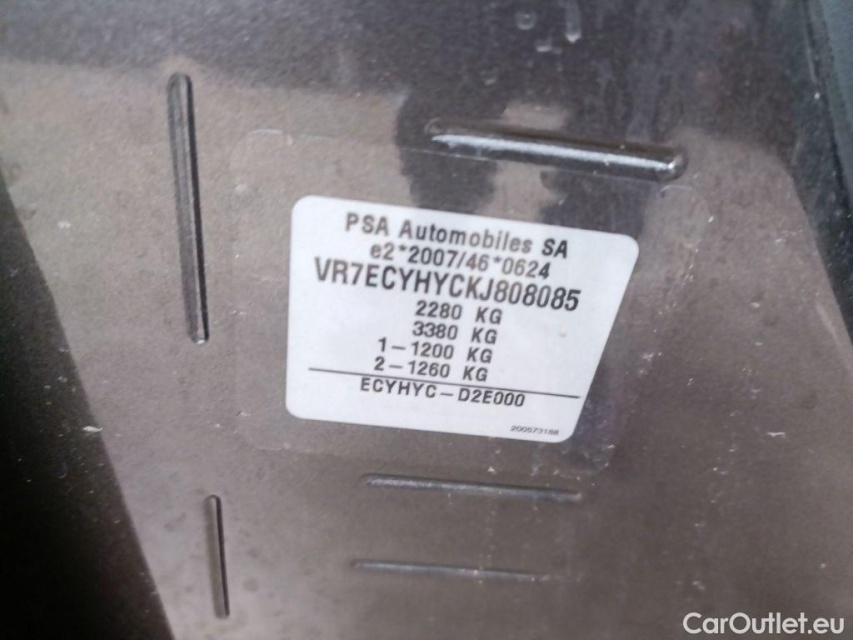 PSA Automobiles SA
e2*2007/46*0624
VR7ECYHYCKJ808085
2280 KG
3380 KG
1-1200 KG
2-1260 KG
ECYHYC-D2E000
200573188
CarOutlet.eu